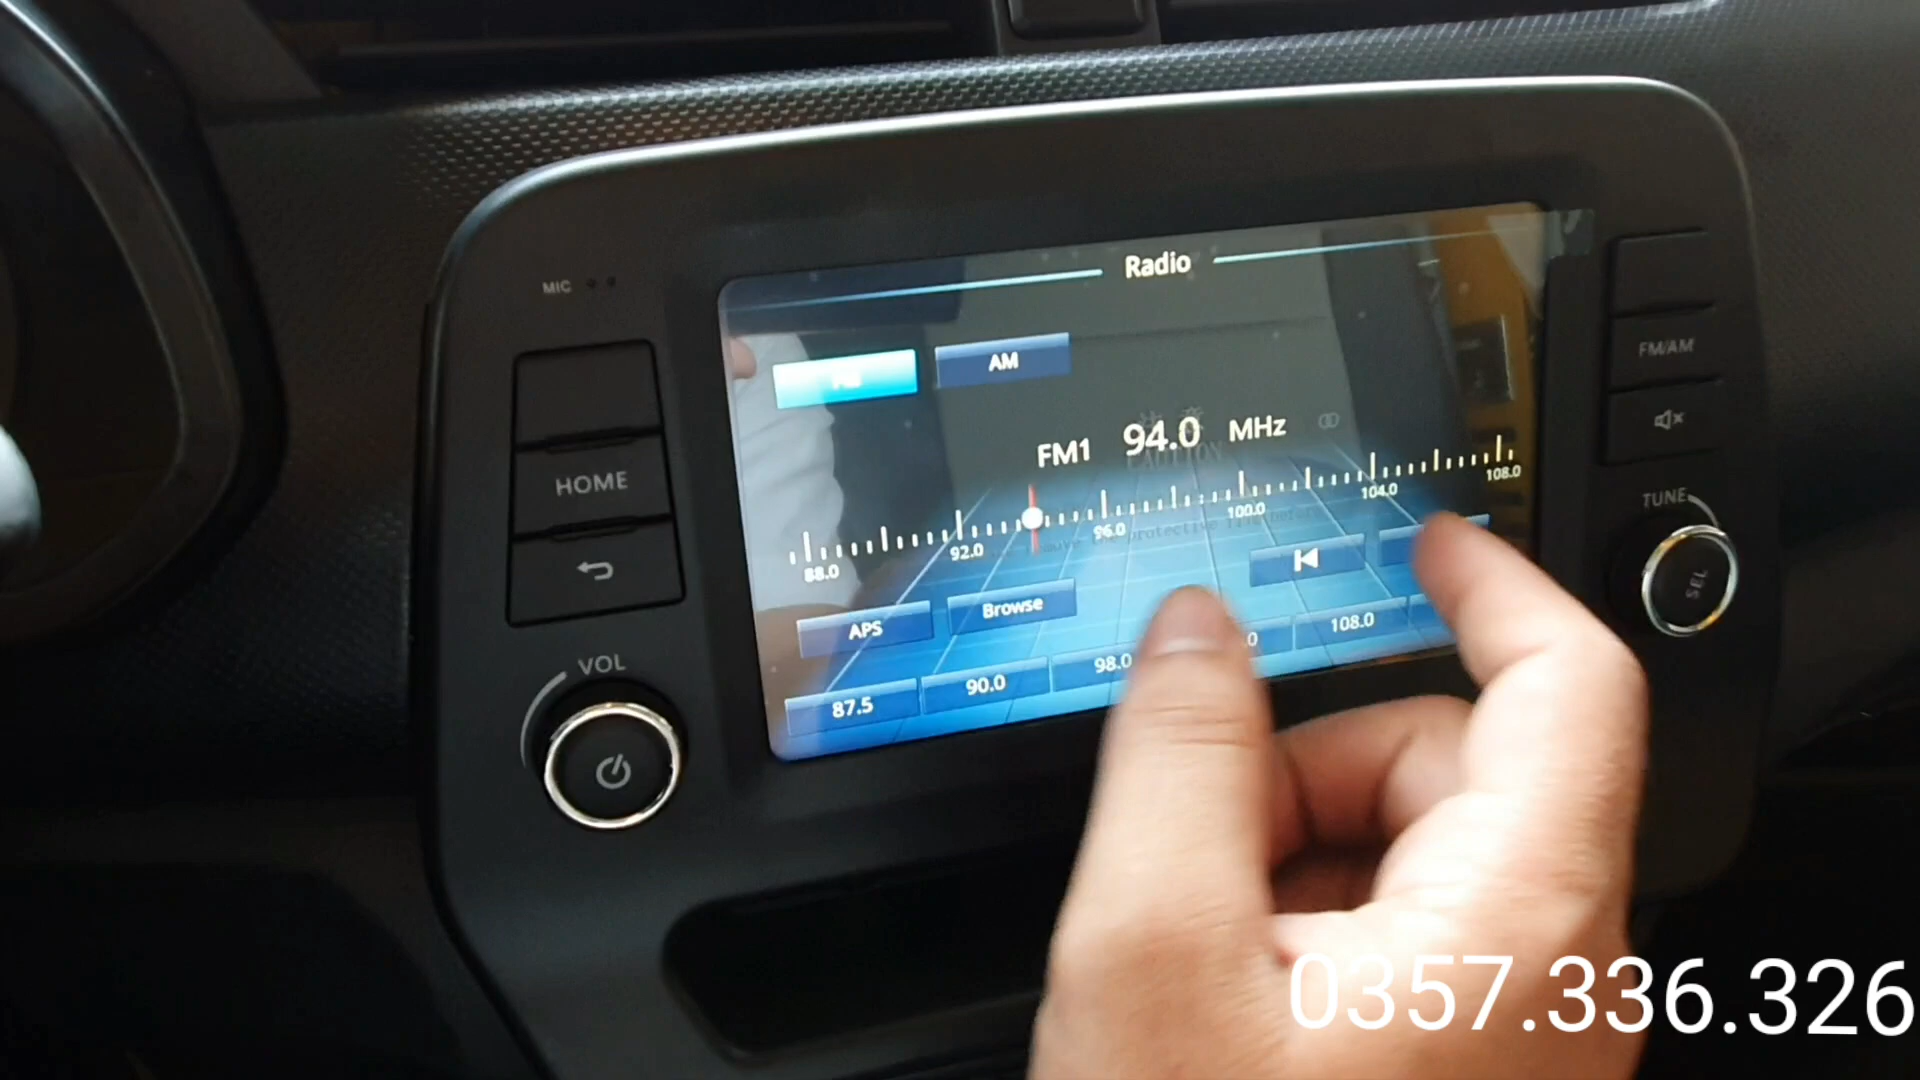 Radio
MIC
AM
FM/AM
FM1 94.0 MHz
CAUTION
HOME
88.0 92.0 96.0 100.0 104.0 108.0
TUNE
APS Browse
SEL
VOL
87.5 90.0 98.0 108.0
0357.336.326